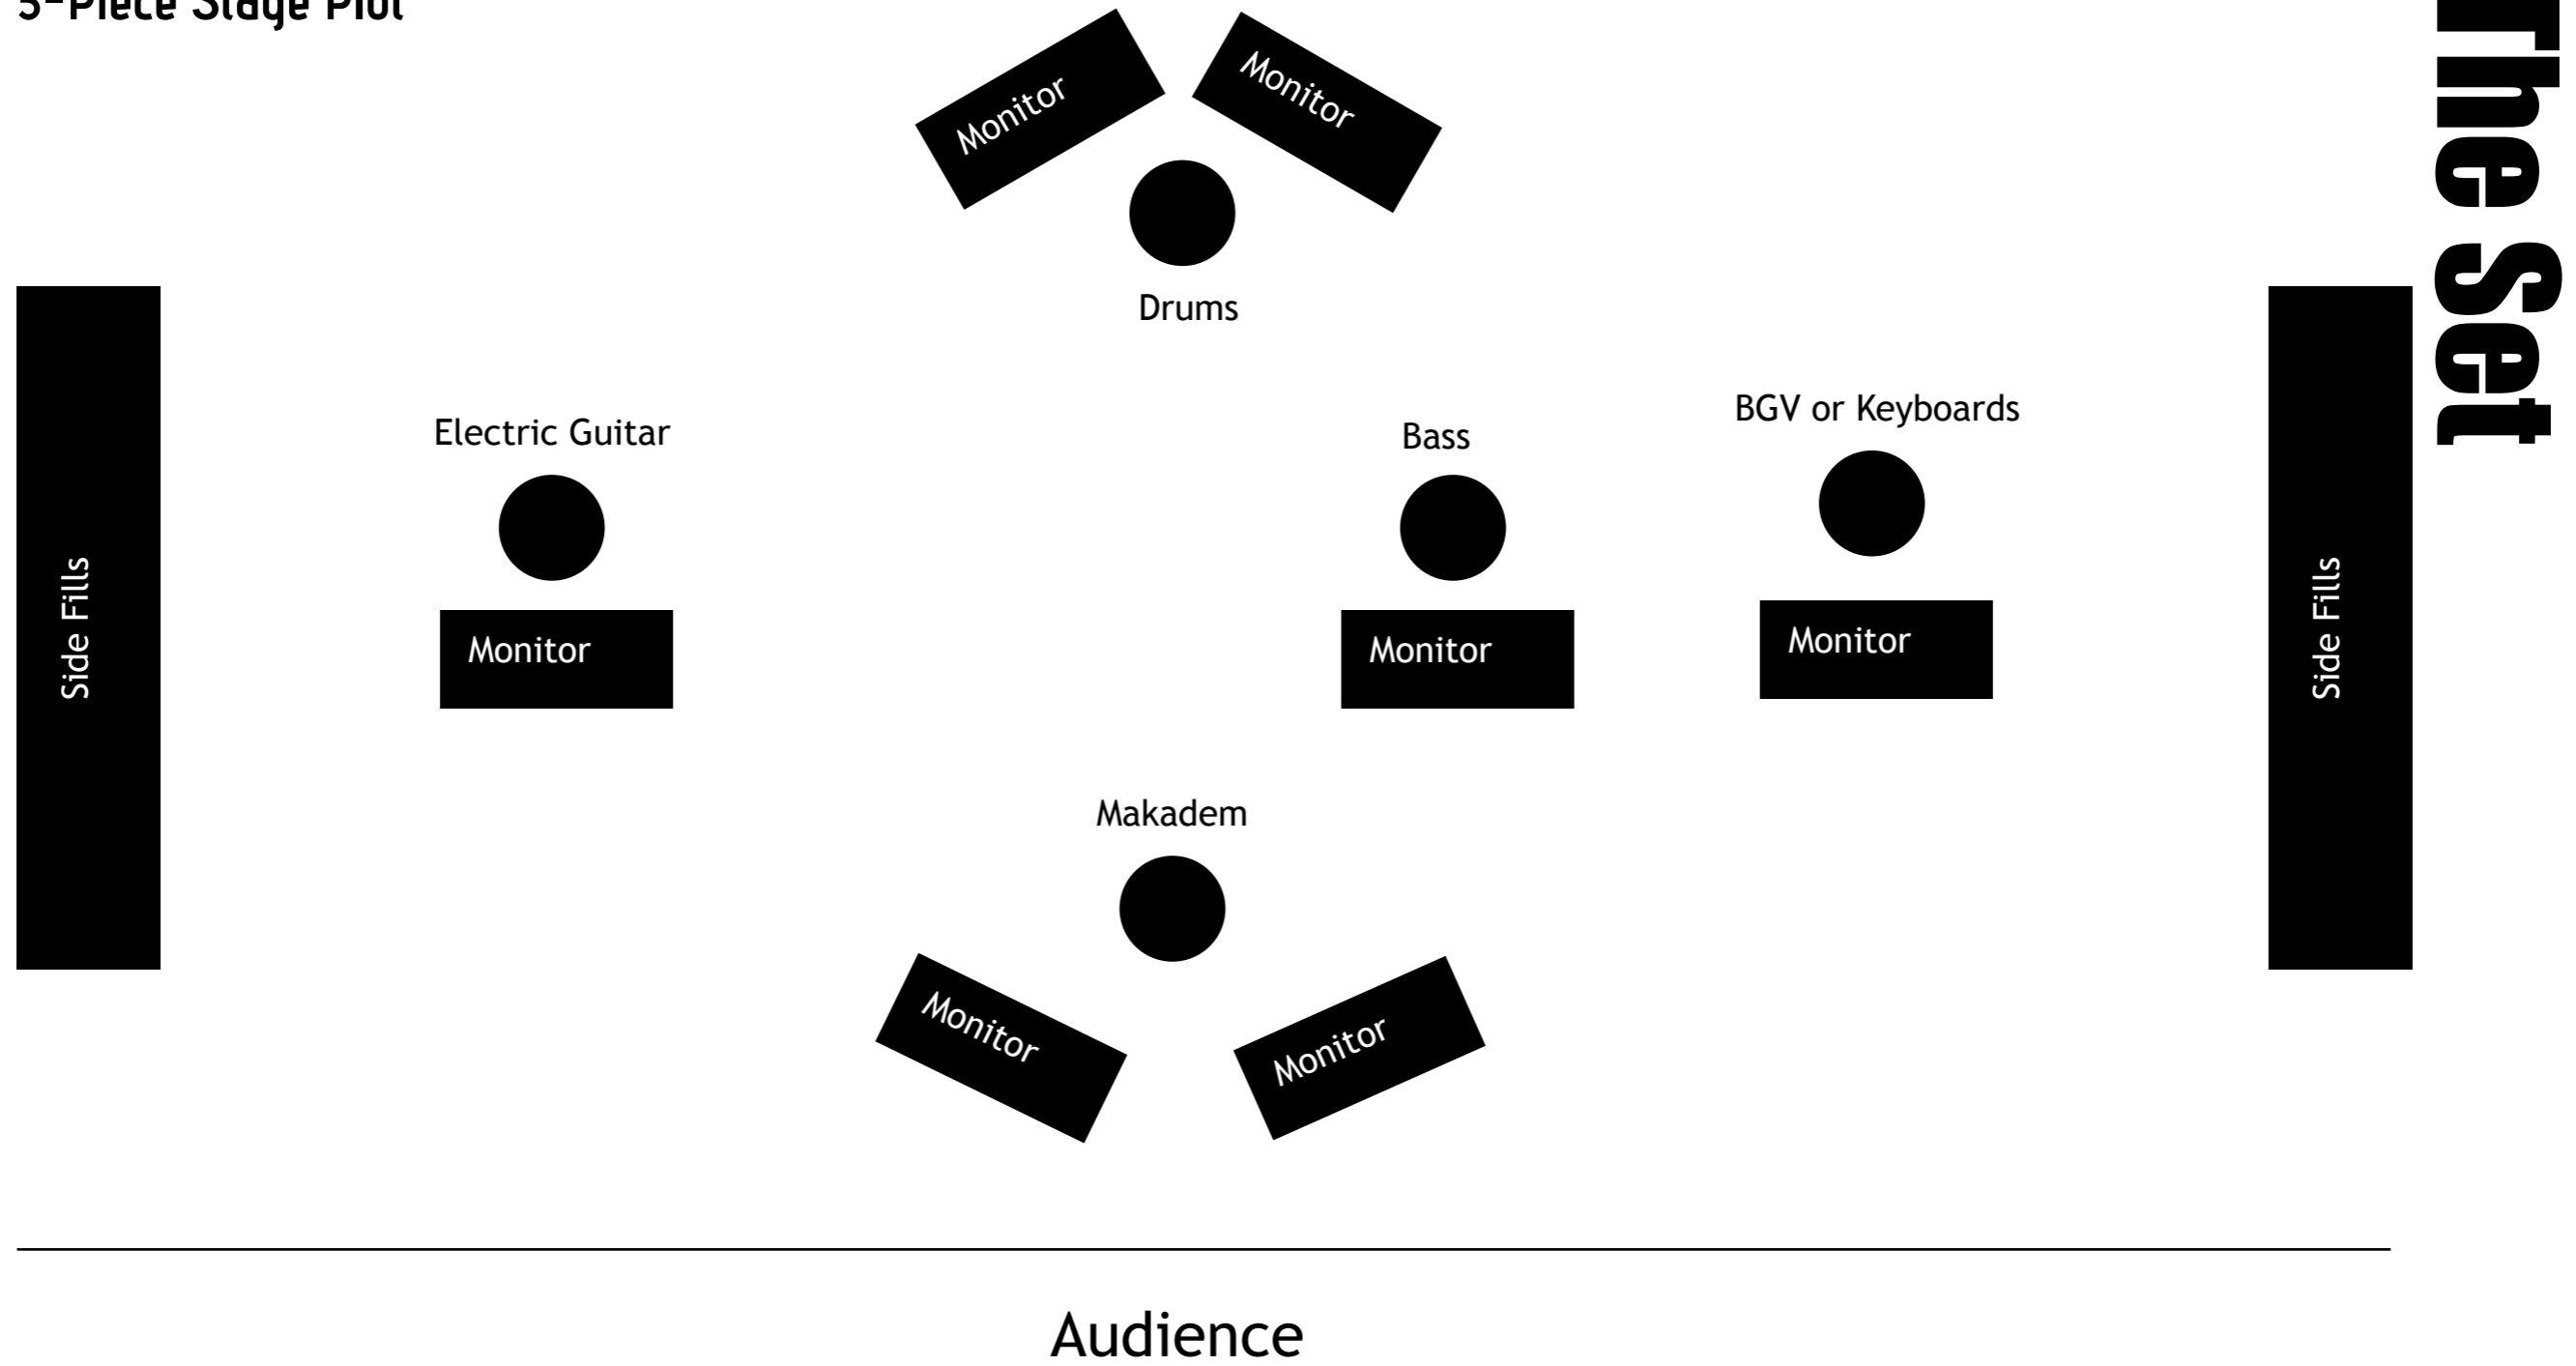 5-Piece Stage Plot
The Set
Monitor
Monitor
Drums
Electric Guitar
Bass
BGV or Keyboards
Side Fills
Monitor
Monitor
Monitor
Side Fills
Makadem
Monitor
Monitor
Audience